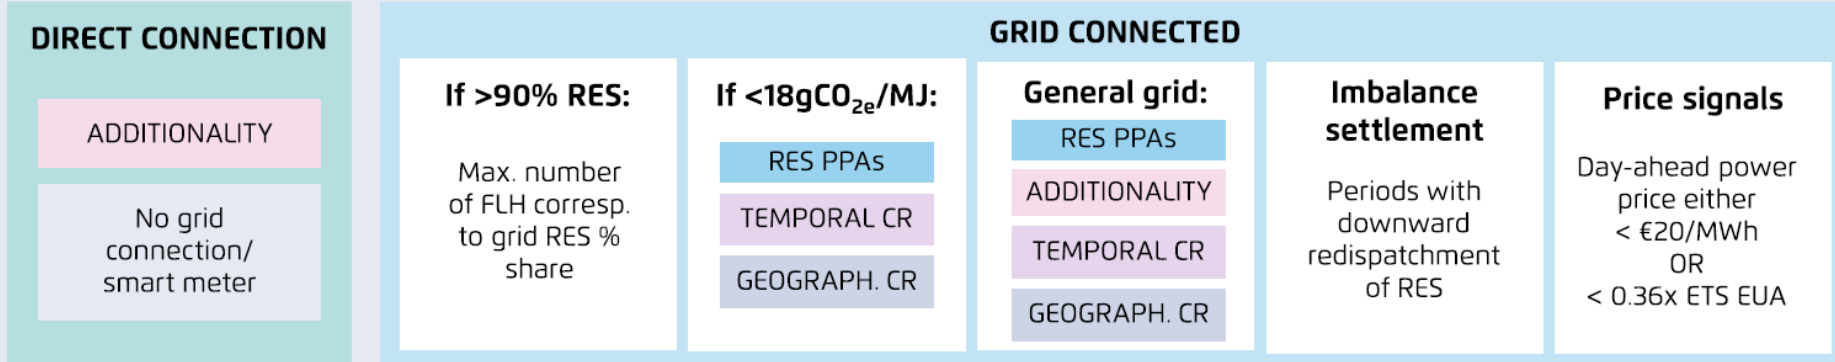 DIRECT CONNECTION
ADDITIONALITY
No grid
connection/
smart meter
GRID CONNECTED
If >90% RES:
Max. number
of FLH corresp.
to grid RES %
share
If <18gCO₂ₑ/MJ:
RES PPAs
TEMPORAL CR
GEOGRAPH. CR
General grid:
RES PPAs
ADDITIONALITY
TEMPORAL CR
GEOGRAPH. CR
Imbalance
settlement
Periods with
downward
redispatchment
of RES
Price signals
Day-ahead power
price either
< €20/MWh
OR
< 0.36x ETS EUA